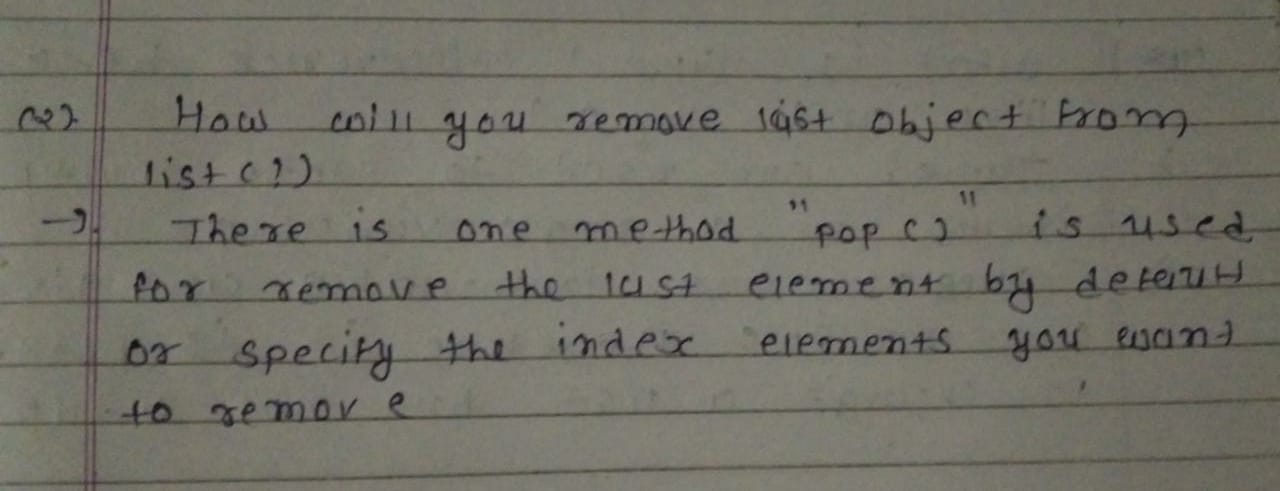 Q2).
How will you remove last object from
list(?)
→ There is one method "pop()" is used
for remove the last element by default
or specify the index elements you want
to remove